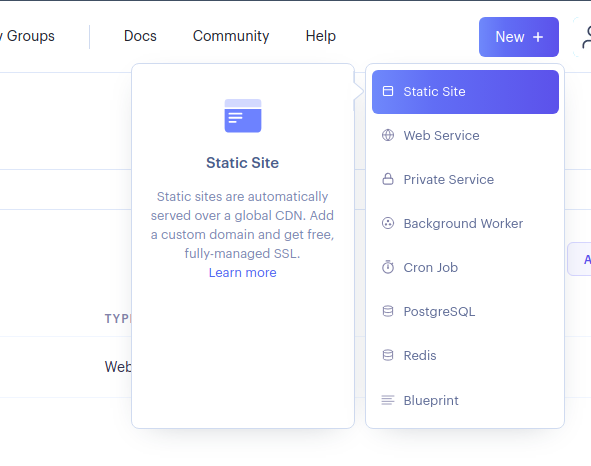 Groups
Docs
Community
Help
New +
Static Site
Static sites are automatically
served over a global CDN. Add
a custom domain and get free,
fully-managed SSL.
Learn more
Static Site
Web Service
Private Service
Background Worker
Cron Job
PostgreSQL
Redis
Blueprint